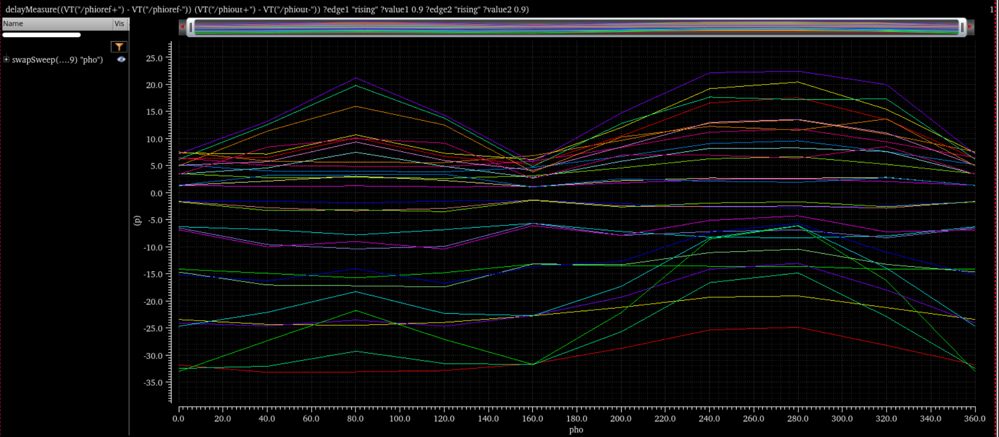 delayMeasure((VT("/phioref+") - VT("/phioref-")) (VT("/phiout+") - VT("/phiout-")) ?edge1 "rising" ?value1 0.9 ?edge2 "rising" ?value2 0.9)
1
Name Vis
swapSweep(....9) "pho")
25.0
20.0
15.0
10.0
5.0
0.0
-5.0
(p)
-10.0
-15.0
-20.0
-25.0
-30.0
-35.0
0.0 20.0 40.0 60.0 80.0 100.0 120.0 140.0 160.0 180.0 200.0 220.0 240.0 260.0 280.0 300.0 320.0 340.0 360.0
pho